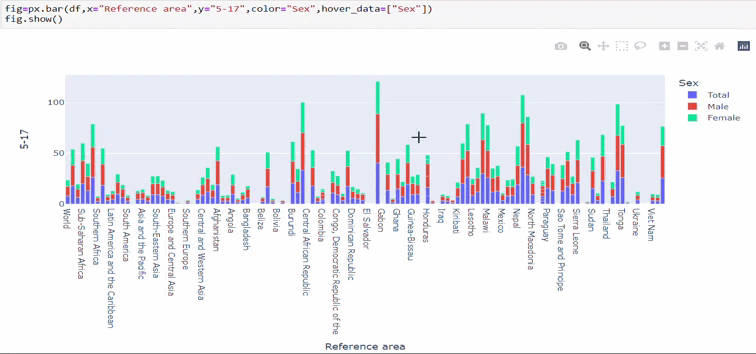 fig=px.bar(df,x="Reference area",y="5-17",color="Sex",hover_data=["Sex"])
fig.show()
Sex
Total
Male
Female
100
50
0
5-17
World
Sub-Saharan Africa
Southern Africa
Latin America and the Caribbean
South America
Asia and the Pacific
South-Eastern Asia
Europe and Central Asia
Southern Europe
Central and Western Asia
Afghanistan
Angola
Bangladesh
Belize
Bolivia
Burundi
Central African Republic
Colombia
Congo, Democratic Republic of the
Dominican Republic
El Salvador
Gabon
Ghana
Guinea-Bissau
Honduras
Iraq
Kiribati
Lesotho
Malawi
Mexico
Nepal
North Macedonia
Paraguay
Sao Tome and Principe
Sierra Leone
Sudan
Thailand
Tonga
Ukraine
Viet Nam
Reference area